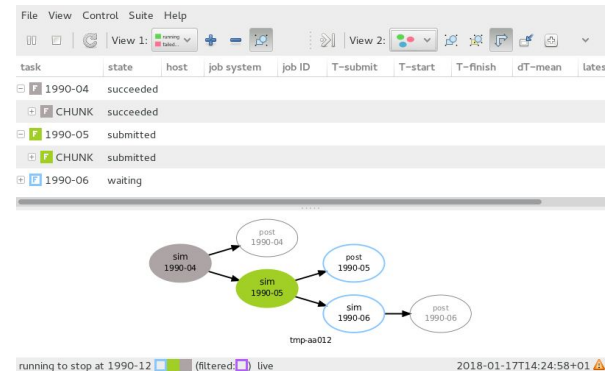 File View Control Suite Help
View 1: running failed... View 2:
task state host job system job ID T-submit T-start T-finish dT-mean lates
F 1990-04 succeeded
F CHUNK succeeded
F 1990-05 submitted
F CHUNK submitted
F 1990-06 waiting
post
1990-04
sim
1990-04
post
1990-05
sim
1990-05
sim
1990-06
post
1990-06
tmp-aa012
running to stop at 1990-12 (filtered: ) live 2018-01-17T14:24:58+01